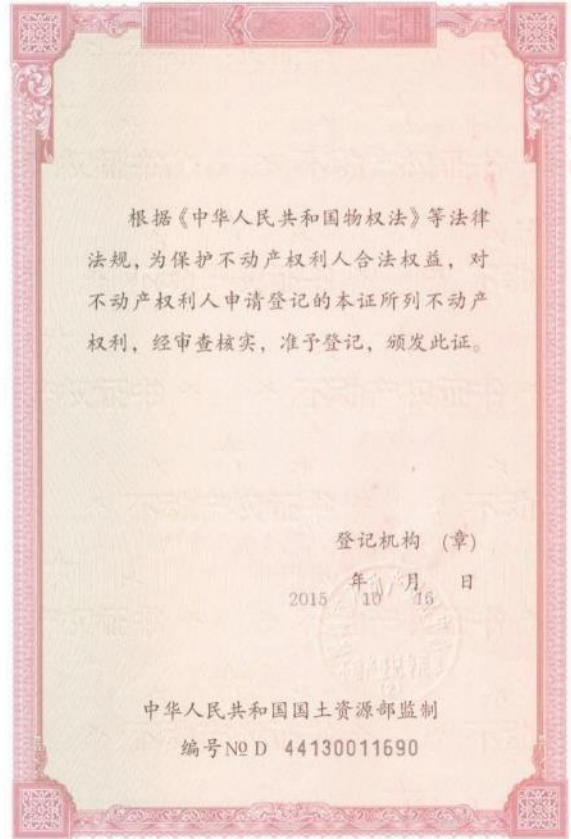 根据《中华人民共和国物权法》等法律
法规，为保护不动产权利人合法权益，对
不动产权利人申请登记的本证所列不动产
权利，经审查核实，准予登记，颁发此证。
登记机构 (章)
年 月 日
2015 10 16
中华人民共和国国土资源部监制
编号№ D 44130011690